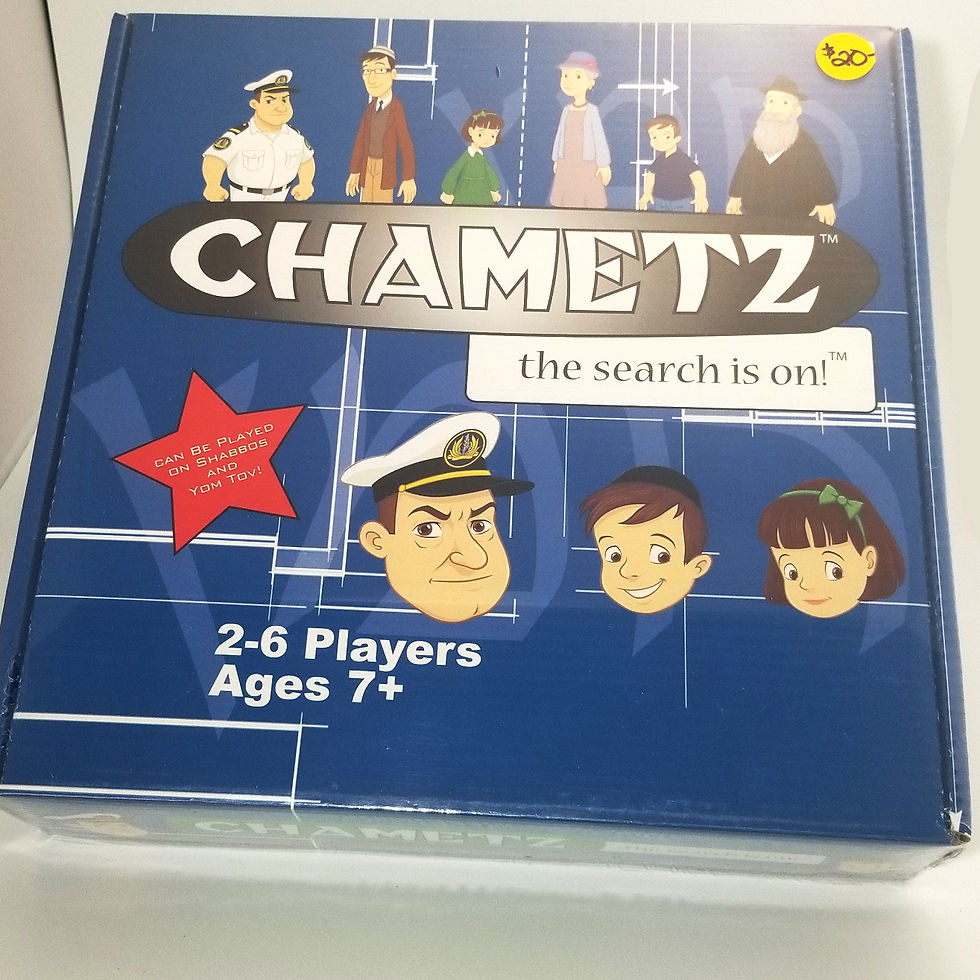 $20-
CHAMETZ™
the search is on!™
CAN BE PLAYED
ON SHABBOS
AND
YOM TOV!
2-6 Players
Ages 7+
CHAMETZ